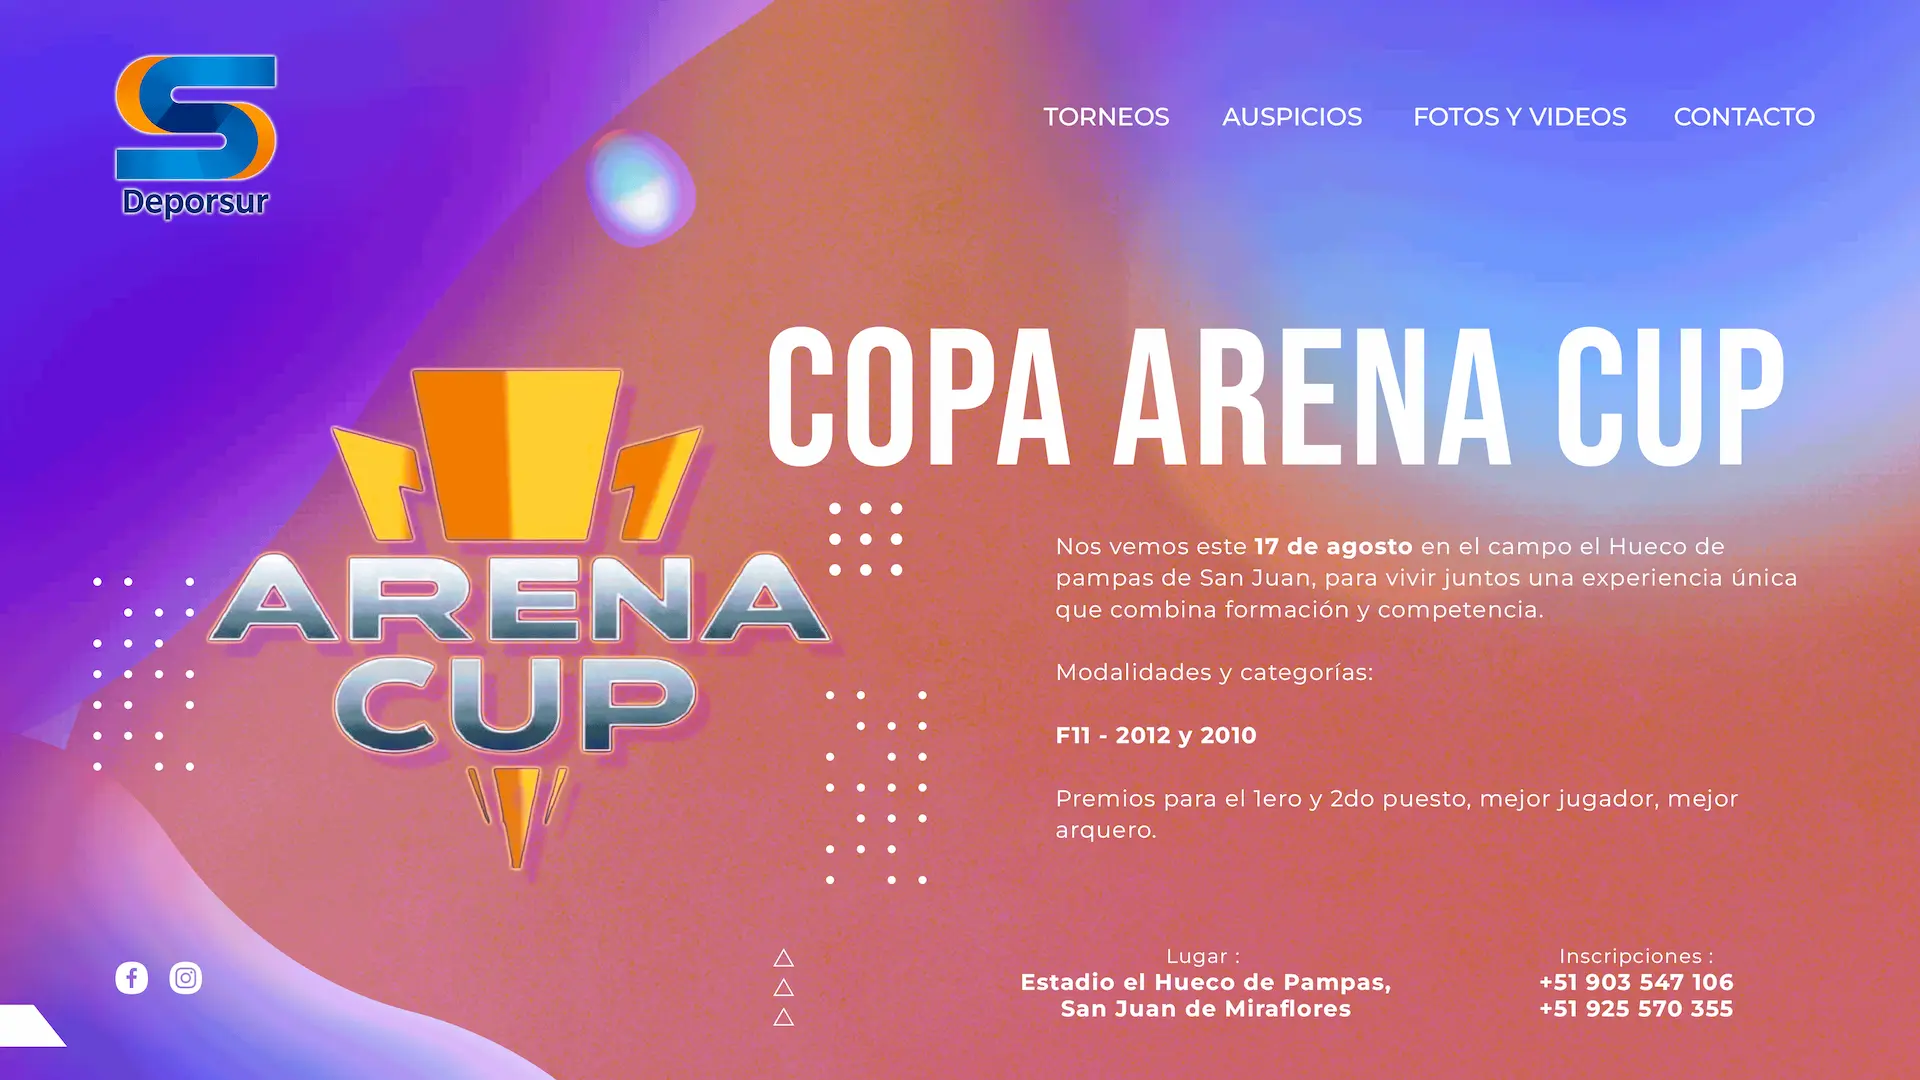 Deporsur
TORNEOS
AUSPICIOS
FOTOS Y VIDEOS
CONTACTO
COPA ARENA CUP
ARENA
CUP
Nos vemos este 17 de agosto en el campo el Hueco de
pampas de San Juan, para vivir juntos una experiencia única
que combina formación y competencia.
Modalidades y categorías:
F11 - 2012 y 2010
Premios para el 1ero y 2do puesto, mejor jugador, mejor
arquero.
Lugar :
Estadio el Hueco de Pampas,
San Juan de Miraflores
Inscripciones :
+51 903 547 106
+51 925 570 355